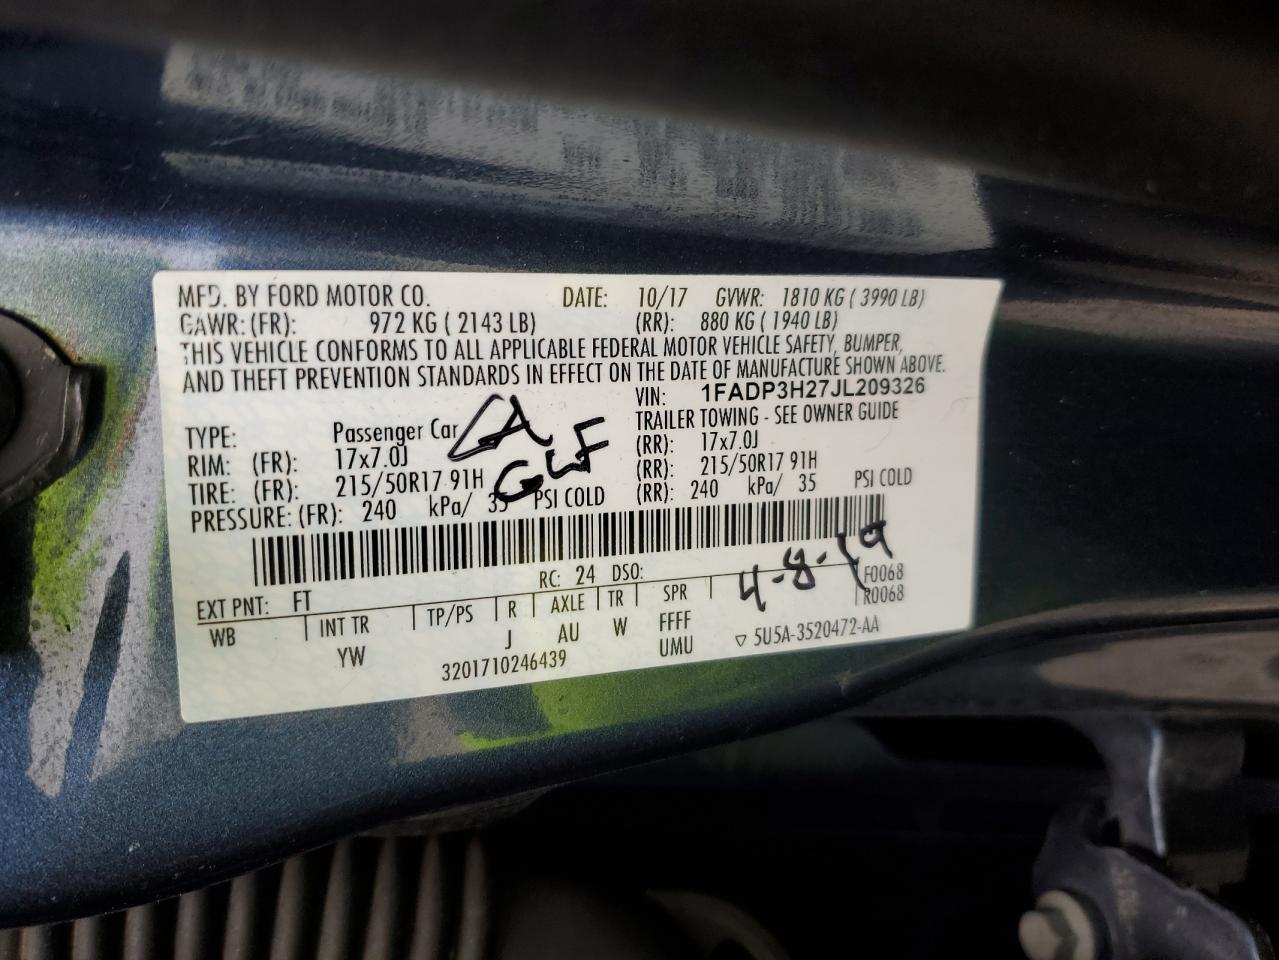 MFD. BY FORD MOTOR CO. DATE: 10/17 GVWR: 1810 KG ( 3990 LB)
GAWR: (FR): 972 KG ( 2143 LB) (RR): 880 KG ( 1940 LB)
THIS VEHICLE CONFORMS TO ALL APPLICABLE FEDERAL MOTOR VEHICLE SAFETY, BUMPER,
AND THEFT PREVENTION STANDARDS IN EFFECT ON THE DATE OF MANUFACTURE SHOWN ABOVE.
VIN: 1FADP3H27JL209326
TYPE: Passenger Car TRAILER TOWING - SEE OWNER GUIDE
RIM: (FR): 17x7.0J (RR): 17x7.0J
TIRE: (FR): 215/50R17 91H GWF (RR): 215/50R17 91H
PRESSURE: (FR): 240 kPa/ 35 PSI COLD (RR): 240 kPa/ 35 PSI COLD
4-8-19
RC: 24 DSO: F0068
EXT PNT: FT R0068
WB INT TR TP/PS R AXLE TR SPR
YW J AU W FFFF
UMU
3201710246439 5U5A-3520472-AA